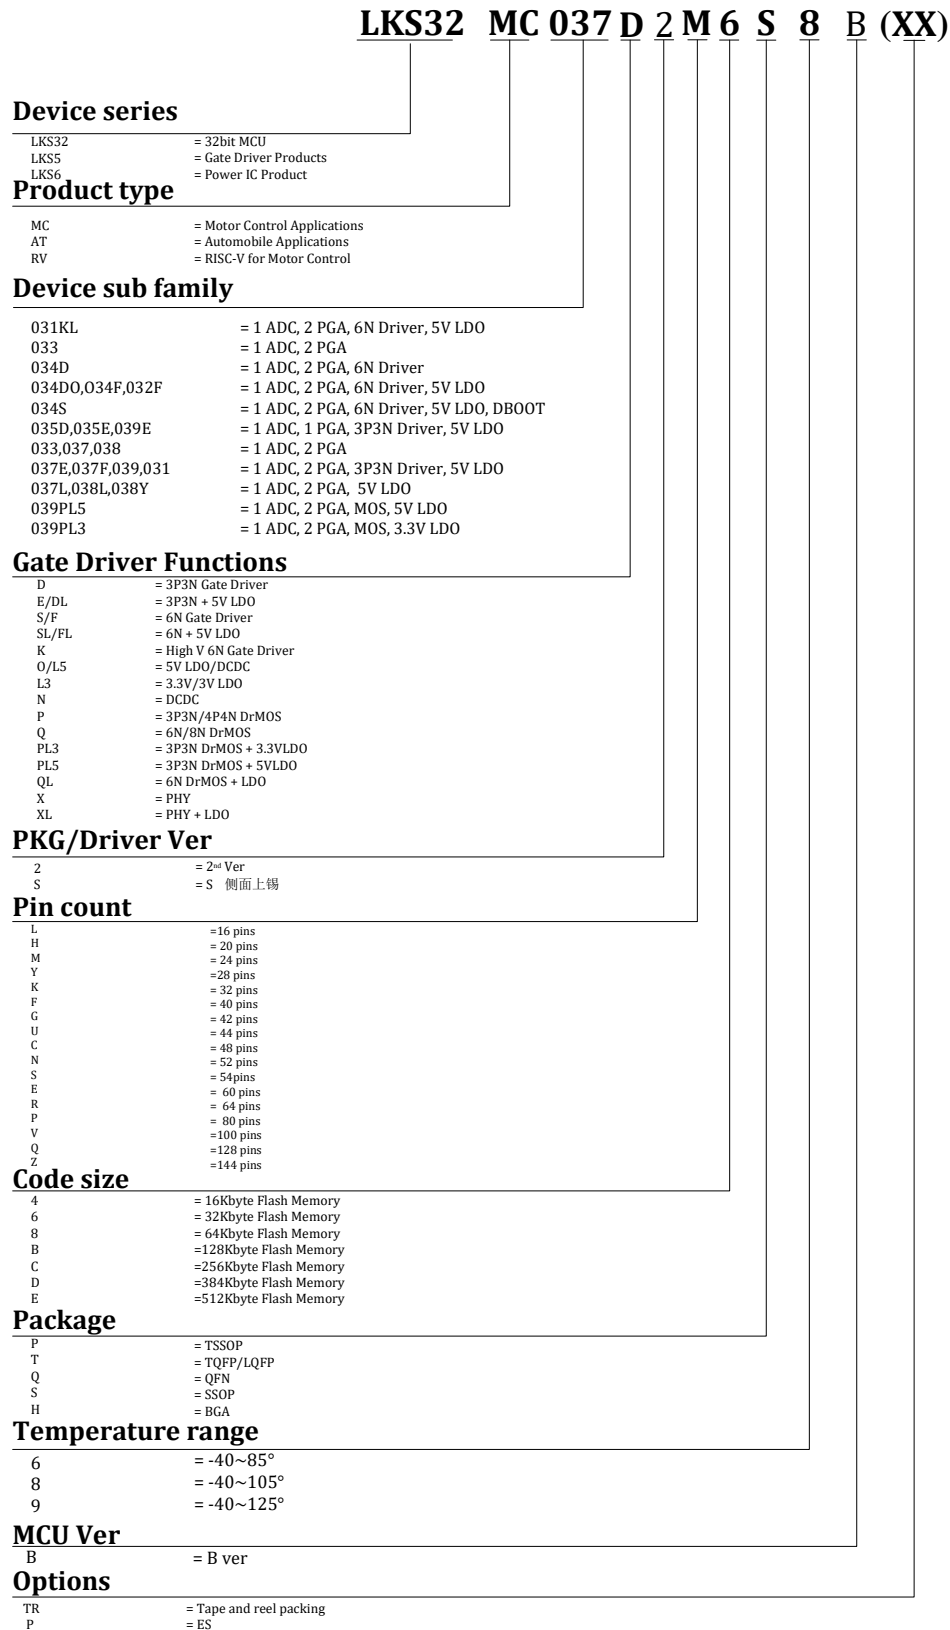 LKS32 MC 037 D 2 M 6 S 8 B (XX)
Device series
LKS32 = 32bit MCU
LKS5 = Gate Driver Products
LKS6 = Power IC Product
Product type
MC = Motor Control Applications
AT = Automobile Applications
RV = RISC-V for Motor Control
Device sub family
031KL = 1 ADC, 2 PGA, 6N Driver, 5V LDO
033 = 1 ADC, 2 PGA
034D = 1 ADC, 2 PGA, 6N Driver
034DO,O34F,032F = 1 ADC, 2 PGA, 6N Driver, 5V LDO
034S = 1 ADC, 2 PGA, 6N Driver, 5V LDO, DBOOT
035D,035E,039E = 1 ADC, 1 PGA, 3P3N Driver, 5V LDO
033,037,038 = 1 ADC, 2 PGA
037E,037F,039,031 = 1 ADC, 2 PGA, 3P3N Driver, 5V LDO
037L,038L,038Y = 1 ADC, 2 PGA, 5V LDO
039PL5 = 1 ADC, 2 PGA, MOS, 5V LDO
039PL3 = 1 ADC, 2 PGA, MOS, 3.3V LDO
Gate Driver Functions
D = 3P3N Gate Driver
E/DL = 3P3N + 5V LDO
S/F = 6N Gate Driver
SL/FL = 6N + 5V LDO
K = High V 6N Gate Driver
O/L5 = 5V LDO/DCDC
L3 = 3.3V/3V LDO
N = DCDC
P = 3P3N/4P4N DrMOS
Q = 6N/8N DrMOS
PL3 = 3P3N DrMOS + 3.3VLDO
PL5 = 3P3N DrMOS + 5VLDO
QL = 6N DrMOS + LDO
X = PHY
XL = PHY + LDO
PKG/Driver Ver
2 = 2nd Ver
S = S 侧面上锡
Pin count
L =16 pins
H = 20 pins
M = 24 pins
Y =28 pins
K = 32 pins
F = 40 pins
G = 42 pins
U = 44 pins
C = 48 pins
N = 52 pins
S = 54pins
E = 60 pins
R = 64 pins
P = 80 pins
V =100 pins
Q =128 pins
Z =144 pins
Code size
4 = 16Kbyte Flash Memory
6 = 32Kbyte Flash Memory
8 = 64Kbyte Flash Memory
B =128Kbyte Flash Memory
C =256Kbyte Flash Memory
D =384Kbyte Flash Memory
E =512Kbyte Flash Memory
Package
P = TSSOP
T = TQFP/LQFP
Q = QFN
S = SSOP
H = BGA
Temperature range
6 = -40~85°
8 = -40~105°
9 = -40~125°
MCU Ver
B = B ver
Options
TR = Tape and reel packing
P = ES